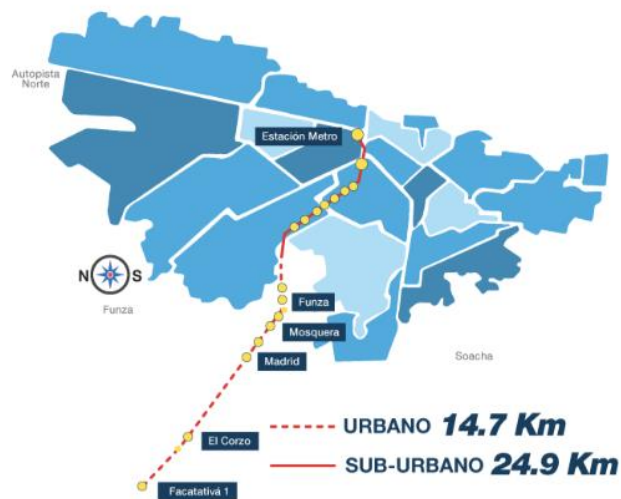 Autopista
Norte
Estación Metro
N S
Funza
Funza
Mosquera
Madrid
Soacha
El Corzo
Facatativá 1
URBANO 14.7 Km
SUB-URBANO 24.9 Km